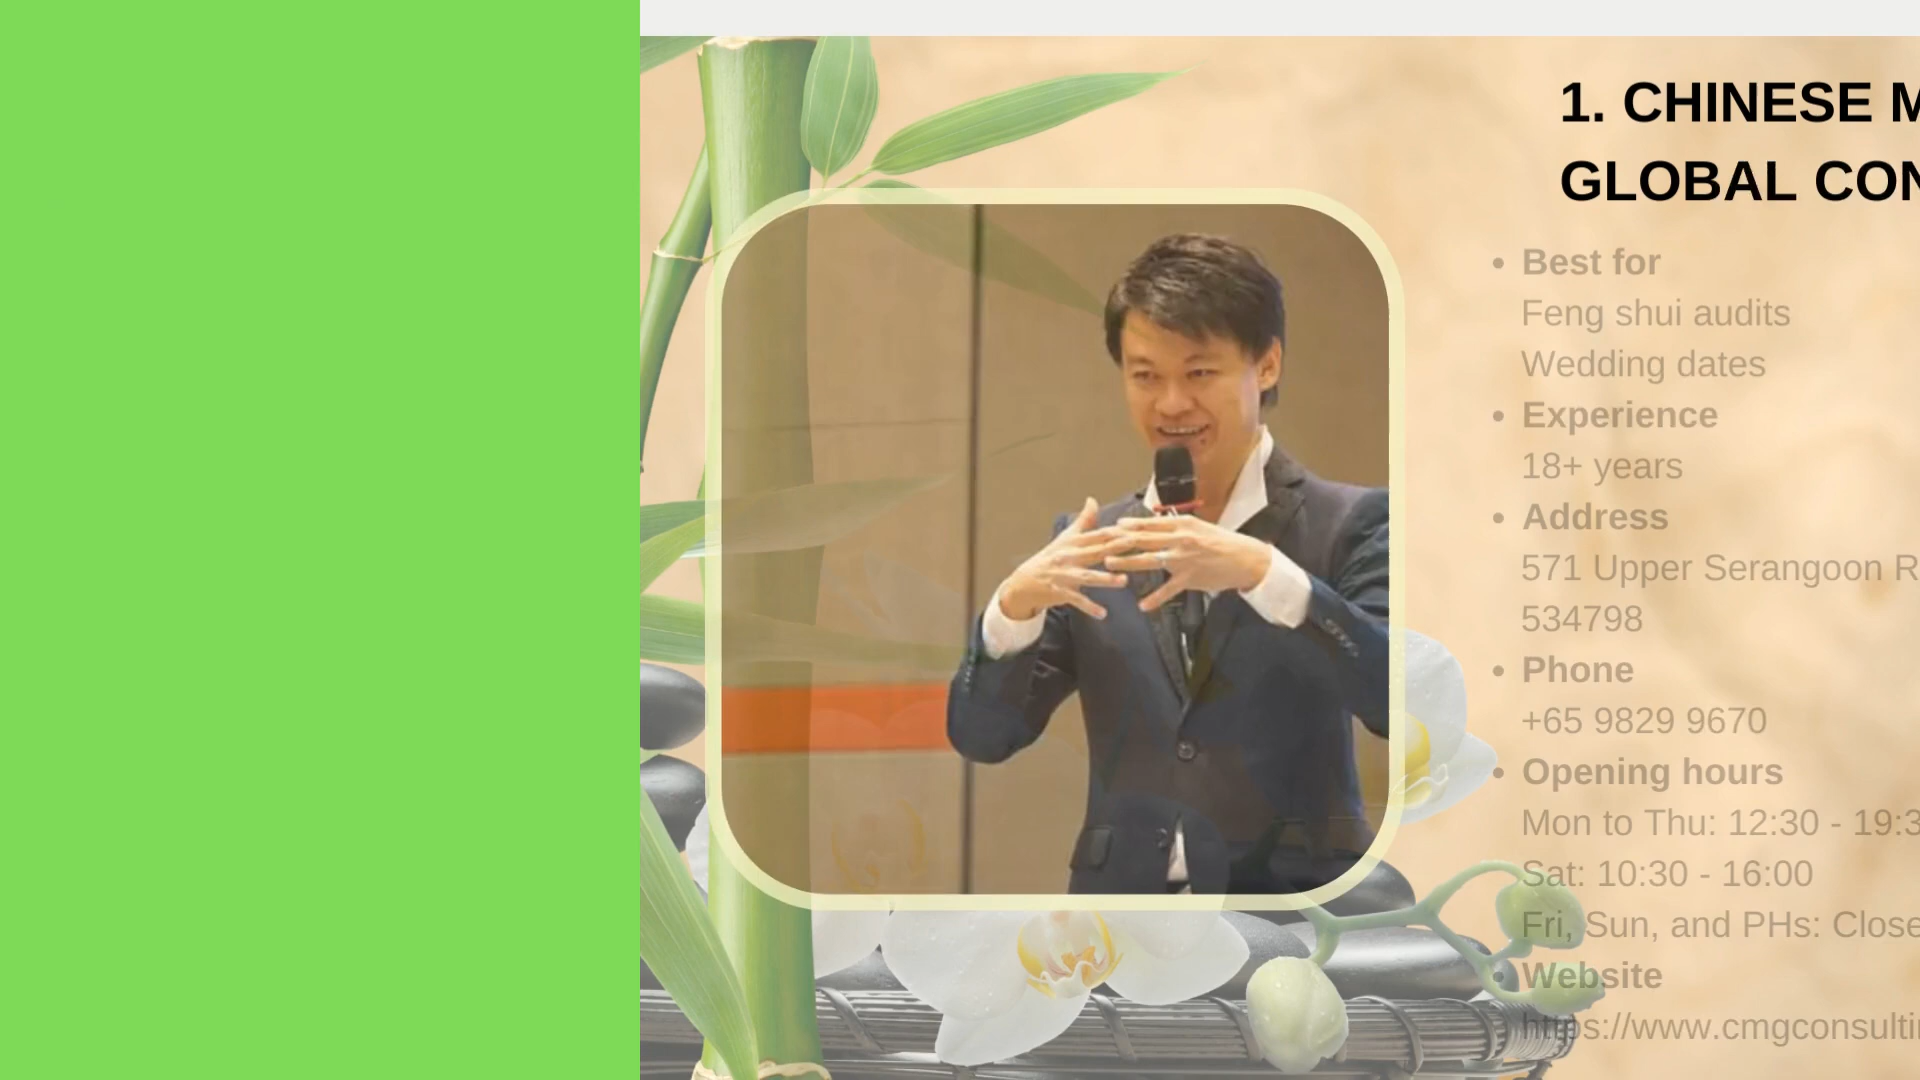 1. CHINESE M
GLOBAL CON
• Best for
Feng shui audits
Wedding dates
• Experience
18+ years
• Address
571 Upper Serangoon R
534798
• Phone
+65 9829 9670
• Opening hours
Mon to Thu: 12:30 - 19:3
Sat: 10:30 - 16:00
Fri, Sun, and PHs: Close
• Website
https://www.cmgconsulti